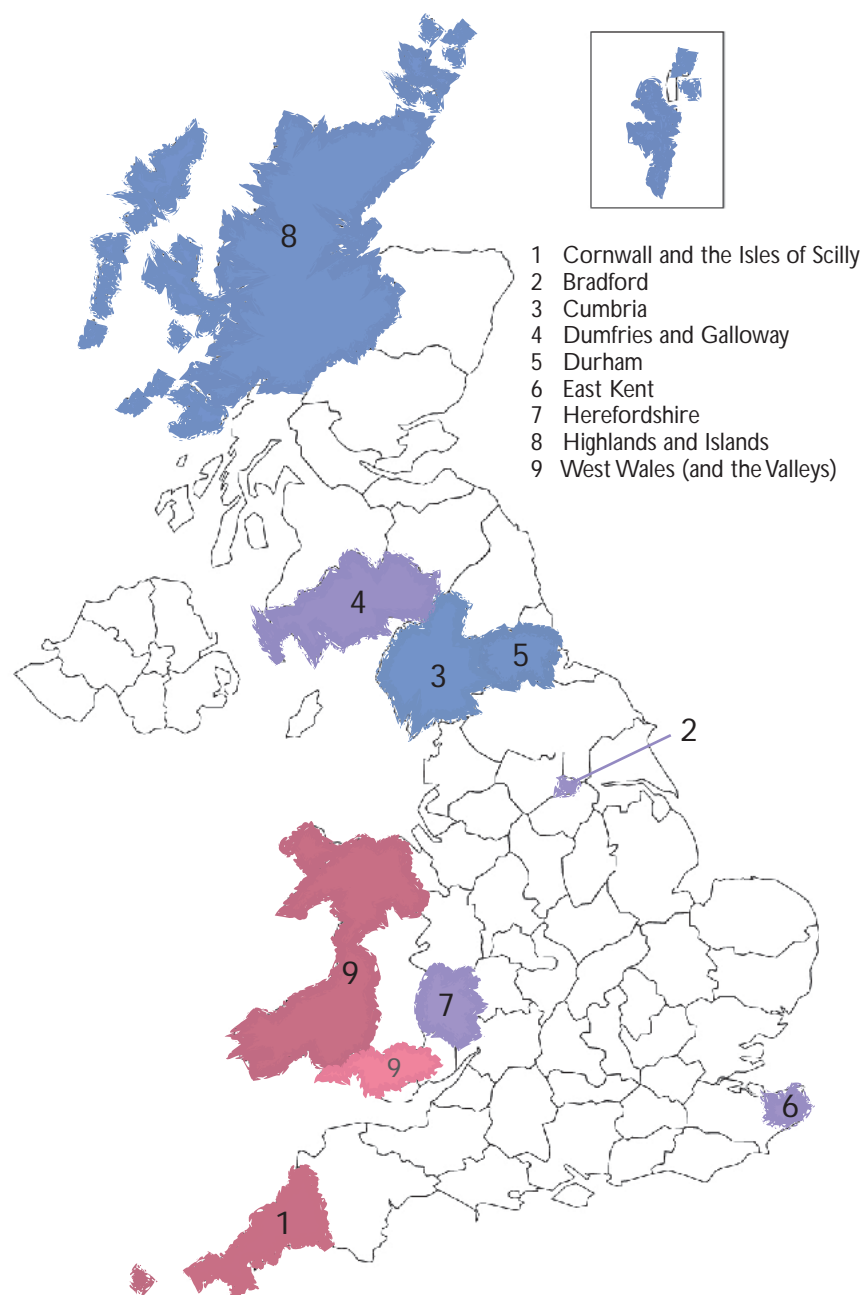 8
1 Cornwall and the Isles of Scilly
2 Bradford
3 Cumbria
4 Dumfries and Galloway
5 Durham
6 East Kent
7 Herefordshire
8 Highlands and Islands
9 West Wales (and the Valleys)
4
5
3
2
9
7
9
6
1